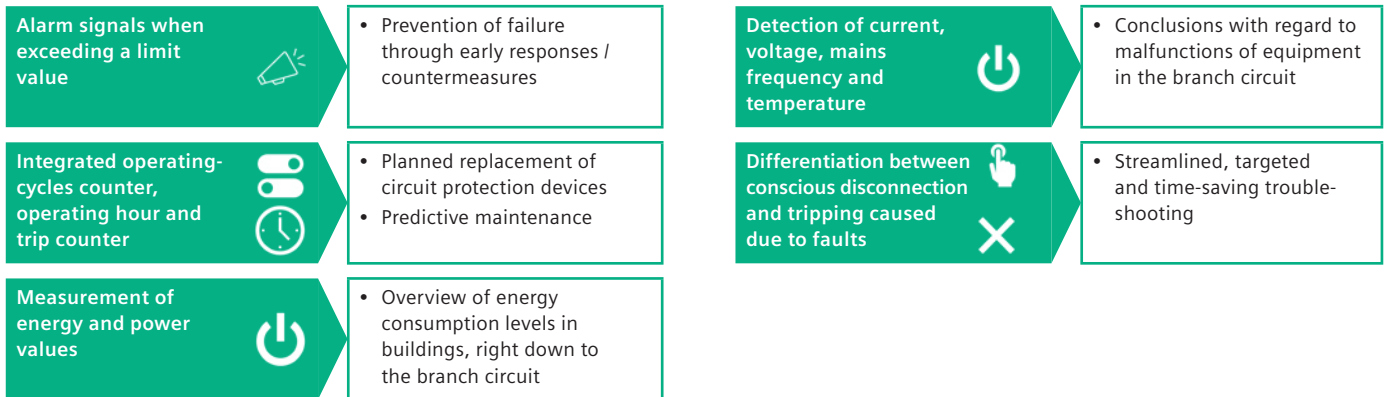 Alarm signals when
exceeding a limit
value
• Prevention of failure
through early responses /
countermeasures
Integrated operating-
cycles counter,
operating hour and
trip counter
• Planned replacement of
circuit protection devices
• Predictive maintenance
Measurement of
energy and power
values
• Overview of energy
consumption levels in
buildings, right down to
the branch circuit
Detection of current,
voltage, mains
frequency and
temperature
• Conclusions with regard to
malfunctions of equipment
in the branch circuit
Differentiation between
conscious disconnection
and tripping caused
due to faults
• Streamlined, targeted
and time-saving trouble-
shooting